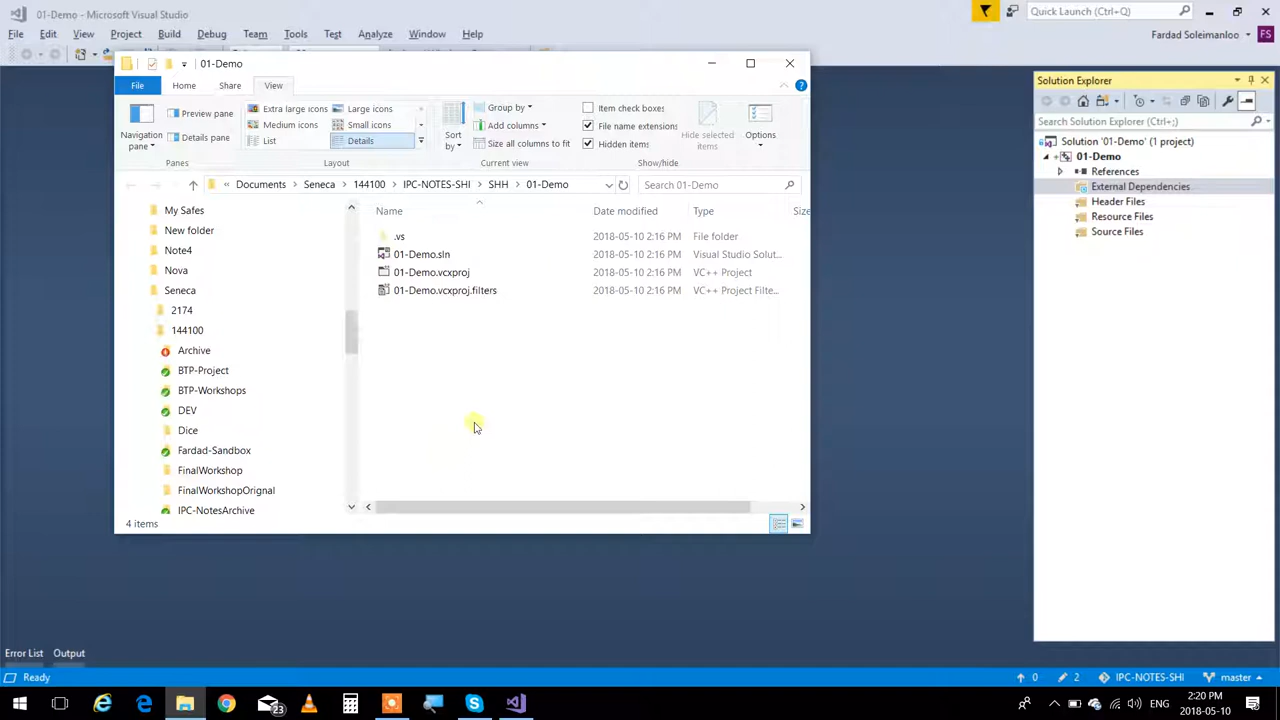 01-Demo - Microsoft Visual Studio
Quick Launch (Ctrl+Q)
File Edit View Project Build Debug Team Tools Test Analyze Window Help
Fardad Soleimanloo FS
01-Demo
File Home Share View
Navigation pane
Preview pane
Details pane
Panes
Extra large icons Large icons
Medium icons Small icons
List Details
Layout
Sort by
Group by
Add columns
Size all columns to fit
Current view
Item check boxes
File name extensions
Hidden items
Hide selected items
Show/hide
Options
« Documents > Seneca > 144100 > IPC-NOTES-SHI > SHH > 01-Demo
Search 01-Demo
Name Date modified Type Size
My Safes
New folder
Note4
Nova
Seneca
2174
144100
Archive
BTP-Project
BTP-Workshops
DEV
Dice
Fardad-Sandbox
FinalWorkshop
FinalWorkshopOrignal
IPC-NotesArchive
.vs 2018-05-10 2:16 PM File folder
01-Demo.sln 2018-05-10 2:16 PM Visual Studio Solut...
01-Demo.vcxproj 2018-05-10 2:16 PM VC++ Project
01-Demo.vcxproj.filters 2018-05-10 2:16 PM VC++ Project Filte...
4 items
Solution Explorer
Search Solution Explorer (Ctrl+;)
Solution '01-Demo' (1 project)
01-Demo
References
External Dependencies
Header Files
Resource Files
Source Files
Error List Output
Ready
0 2 IPC-NOTES-SHI master
23
2:20 PM
2018-05-10